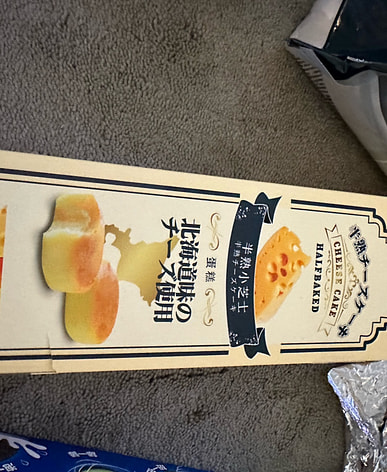 半熟チーズケーキ
CHEESE CAKE
HALFBAKED
半熟小芝士
半熟チーズケーキ
蛋糕
北海道味の
チーズ使用